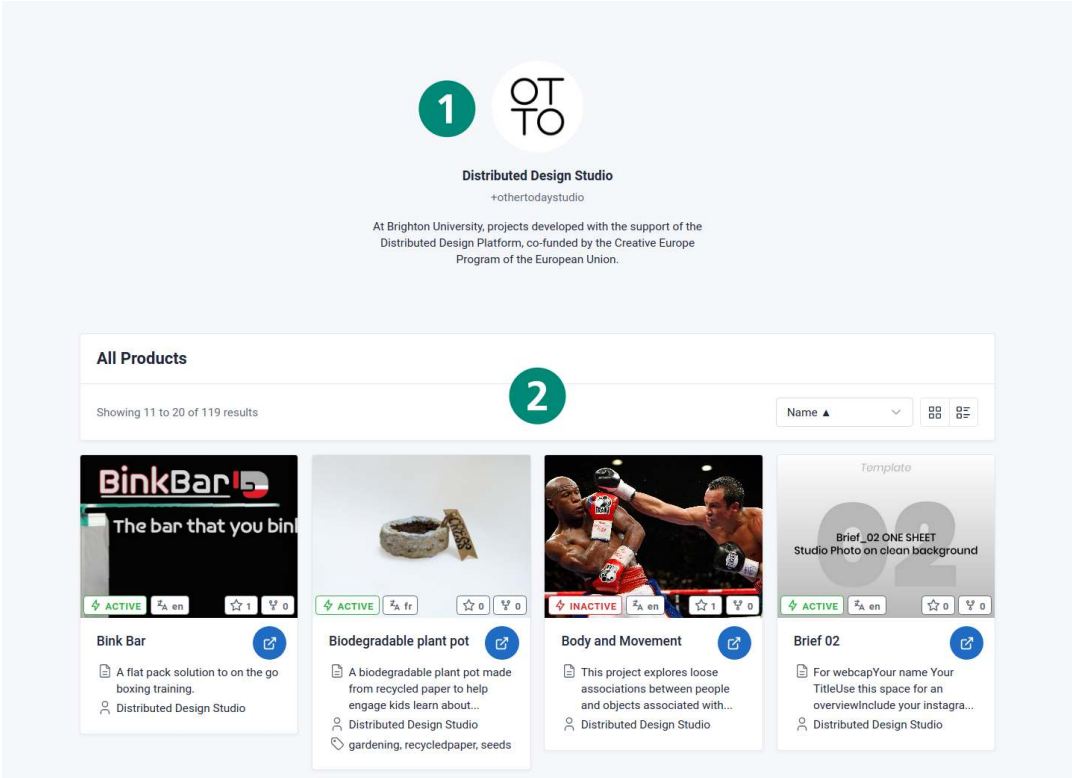 1
OT
TO
Distributed Design Studio
+othertodaystudio
At Brighton University, projects developed with the support of the
Distributed Design Platform, co-funded by the Creative Europe
Program of the European Union.
All Products
2
Showing 11 to 20 of 119 results
Name ▲
BinkBar
The bar that you bin
ACTIVE
en
1
0
Bink Bar
A flat pack solution to on the go
boxing training.
Distributed Design Studio
ACTIVE
fr
0
0
Biodegradable plant pot
A biodegradable plant pot made
from recycled paper to help
engage kids learn about...
Distributed Design Studio
gardening, recycledpaper, seeds
INACTIVE
en
1
0
Body and Movement
This project explores loose
associations between people
and objects associated with...
Distributed Design Studio
Template
02
Brief_02 ONE SHEET
Studio Photo on clean background
ACTIVE
en
0
0
Brief 02
For webcapYour name Your
TitleUse this space for an
overviewInclude your instagra...
Distributed Design Studio